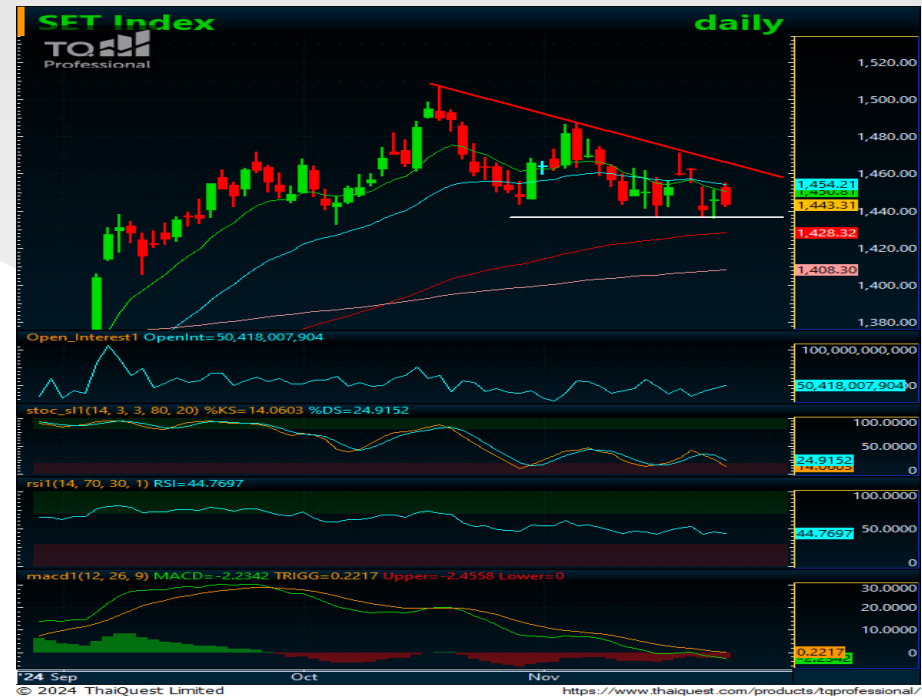 SET Index
daily
TQ
Professional
1,520.00
1,500.00
1,480.00
1,460.00
1,454.21
1,443.31
1,440.00
1,428.32
1,420.00
1,408.30
1,400.00
1,380.00
Open_Interest1 OpenInt=50,418,007,904
100,000,000,000
50,418,007,904
stoc_sl1(14, 3, 3, 80, 20) %KS=14.0603 %DS=24.9152
100.0000
50.0000
24.9152
14.0603
0
rsi1(14, 70, 30, 1) RSI=44.7697
100.0000
50.0000
44.7697
0
macd1(12, 26, 9) MACD=-2.2342 TRIGG=0.2217 Upper=-2.4558 Lower=0
30.0000
20.0000
10.0000
0.2217
0
-2.2342
'24 Sep Oct Nov
© 2024 ThaiQuest Limited
https://www.thaiquest.com/products/tqprofessional/